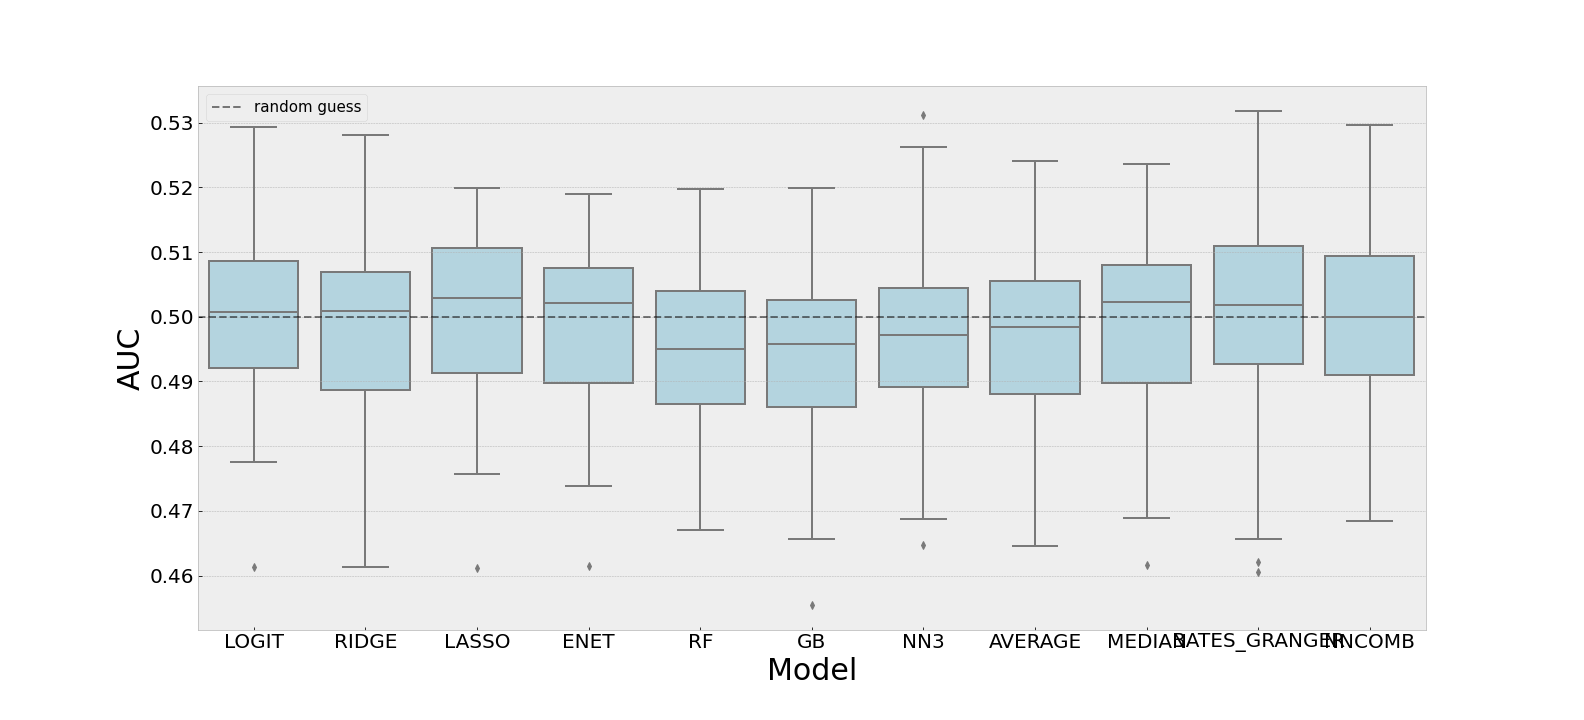 random guess
0.53
0.52
0.51
0.50
0.49
0.48
0.47
0.46
AUC
LOGIT RIDGE LASSO ENET RF GB NN3 AVERAGE MEDIAN BATES_GRANGER NNCOMB
Model